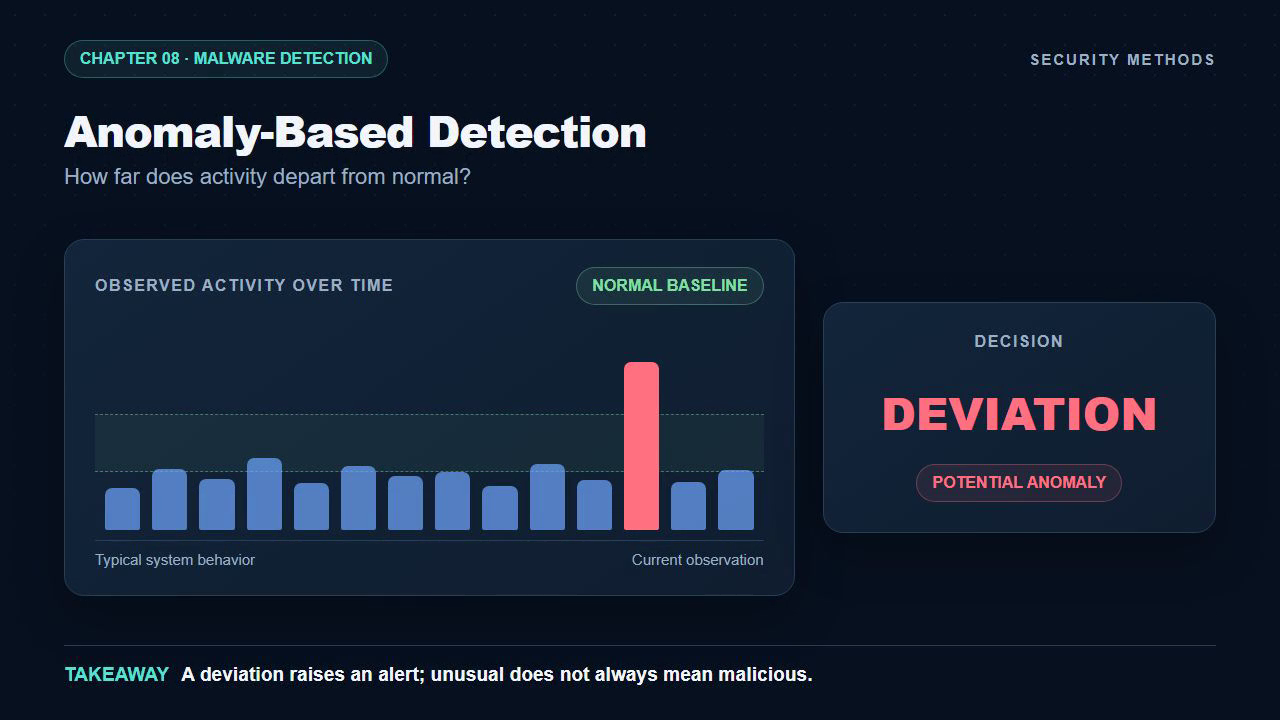 CHAPTER 08 · MALWARE DETECTION
SECURITY METHODS
Anomaly-Based Detection
How far does activity depart from normal?
OBSERVED ACTIVITY OVER TIME
NORMAL BASELINE
Typical system behavior
Current observation
DECISION
DEVIATION
POTENTIAL ANOMALY
TAKEAWAY A deviation raises an alert; unusual does not always mean malicious.